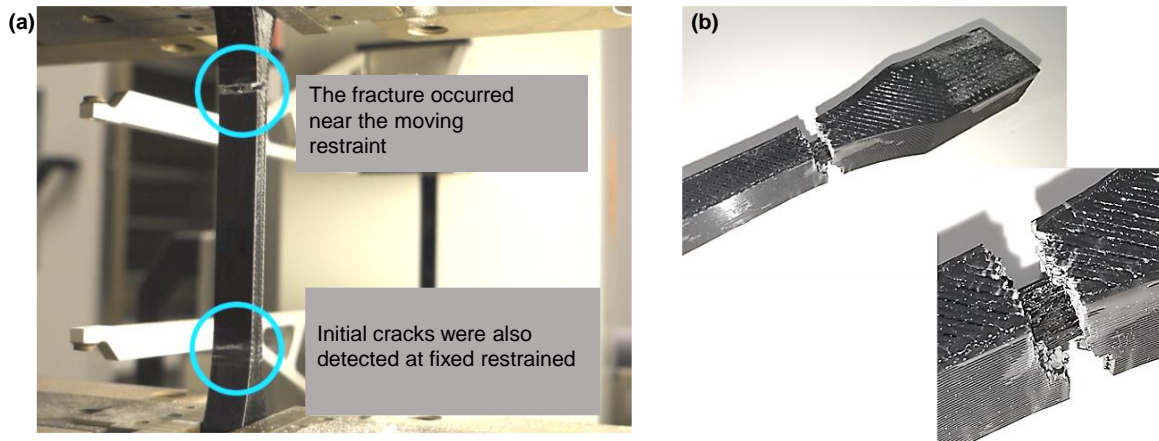 (a)
The fracture occurred
near the moving
restraint
Initial cracks were also
detected at fixed restrained
(b)